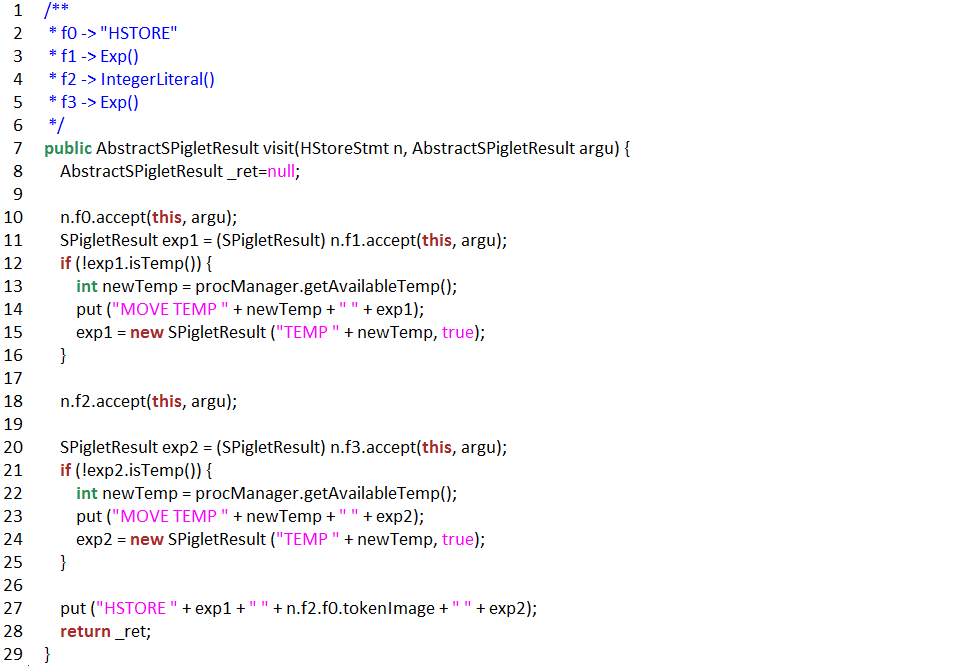 1 /**
2 * f0 -> "HSTORE"
3 * f1 -> Exp()
4 * f2 -> IntegerLiteral()
5 * f3 -> Exp()
6 */
7 public AbstractSPigletResult visit(HStoreStmt n, AbstractSPigletResult argu) {
8 AbstractSPigletResult _ret=null;
9
10 n.f0.accept(this, argu);
11 SPigletResult exp1 = (SPigletResult) n.f1.accept(this, argu);
12 if (!exp1.isTemp()) {
13 int newTemp = procManager.getAvailableTemp();
14 put ("MOVE TEMP " + newTemp + " " + exp1);
15 exp1 = new SPigletResult ("TEMP " + newTemp, true);
16 }
17
18 n.f2.accept(this, argu);
19
20 SPigletResult exp2 = (SPigletResult) n.f3.accept(this, argu);
21 if (!exp2.isTemp()) {
22 int newTemp = procManager.getAvailableTemp();
23 put ("MOVE TEMP " + newTemp + " " + exp2);
24 exp2 = new SPigletResult ("TEMP " + newTemp, true);
25 }
26
27 put ("HSTORE " + exp1 + " " + n.f2.f0.tokenImage + " " + exp2);
28 return _ret;
29 }